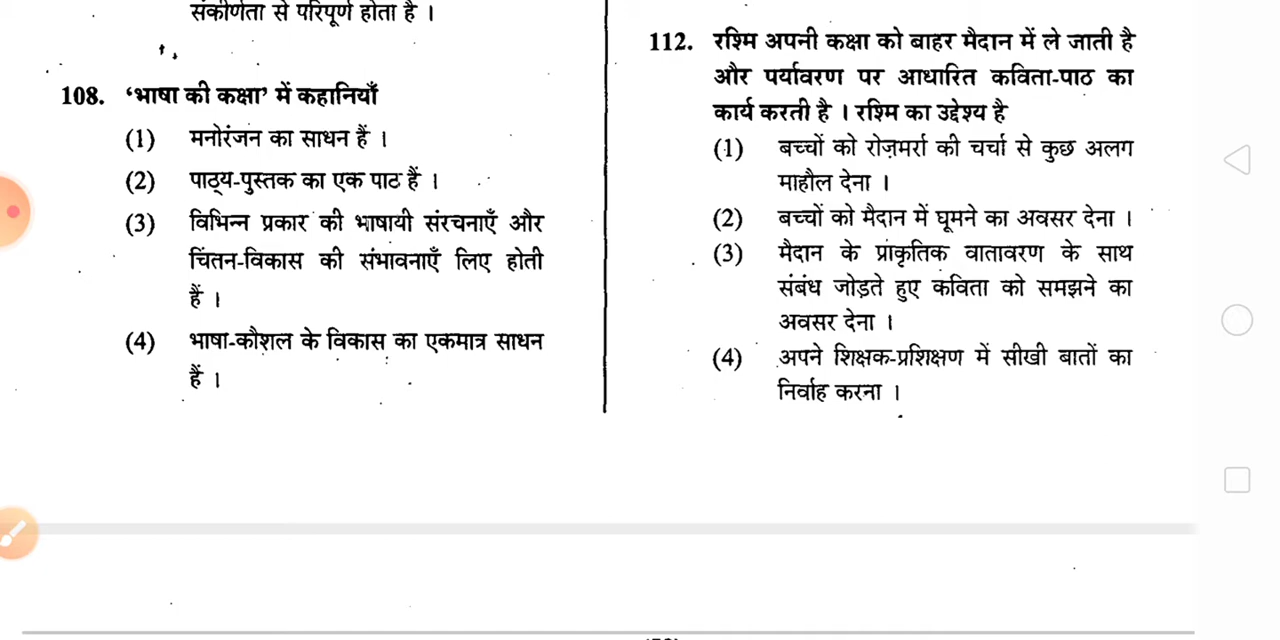 संकीर्णता से परिपूर्ण होता है ।
108. ‘भाषा की कक्षा’ में कहानियाँ
(1) मनोरंजन का साधन हैं ।
(2) पाठ्य-पुस्तक का एक पाठ हैं ।
(3) विभिन्न प्रकार की भाषायी संरचनाएँ और
चिंतन-विकास की संभावनाएँ लिए होती
हैं ।
(4) भाषा-कौशल के विकास का एकमात्र साधन
हैं ।
112. रश्मि अपनी कक्षा को बाहर मैदान में ले जाती है
और पर्यावरण पर आधारित कविता-पाठ का
कार्य करती है । रश्मि का उद्देश्य है
(1) बच्चों को रोज़मर्रा की चर्चा से कुछ अलग
माहौल देना ।
(2) बच्चों को मैदान में घूमने का अवसर देना ।
(3) मैदान के प्राकृतिक वातावरण के साथ
संबंध जोड़ते हुए कविता को समझने का
अवसर देना ।
(4) अपने शिक्षक-प्रशिक्षण में सीखी बातों का
निर्वाह करना ।